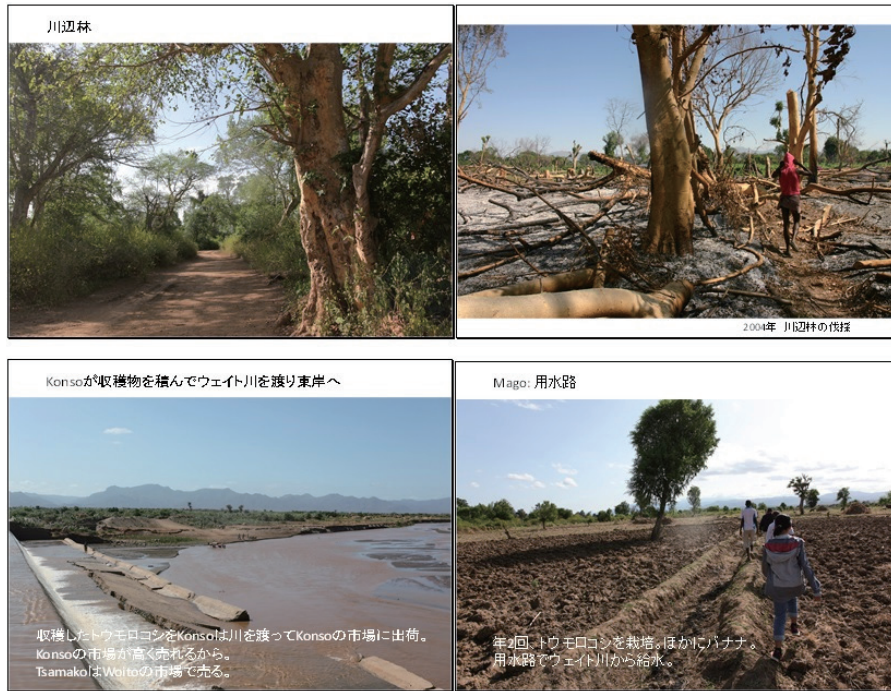 川辺林
2004年 川辺林の伐採
Konsoが収穫物を積んでウェイト川を渡り東岸へ
収穫したトウモロコシをKonsoは川を渡ってKonsoの市場に出荷。
Konsoの市場が高く売れるから。
TsamakoはWoitoの市場で売る。
Mago: 用水路
年2回、トウモロコシを栽培。ほかにバナナ。
用水路でウェイト川から給水。